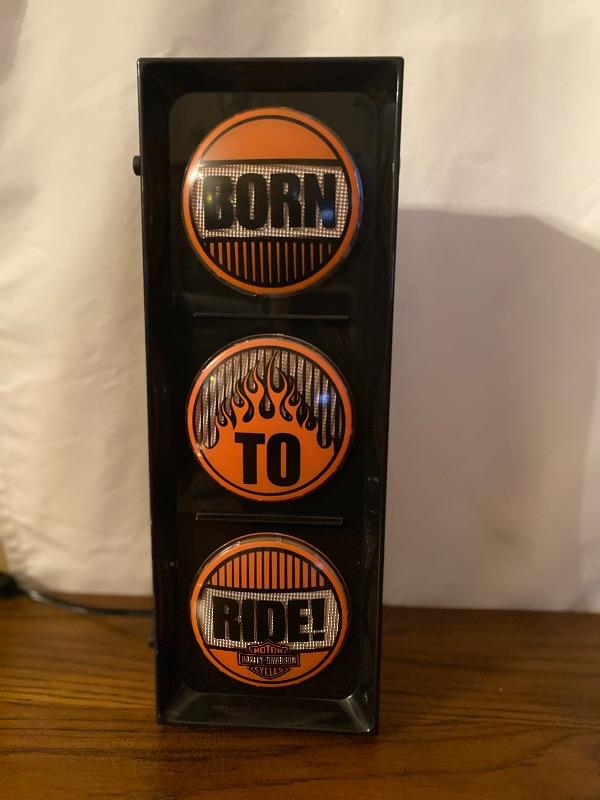 BORN
TO
RIDE!
MOTOR
HARLEY-DAVIDSON
CYCLES